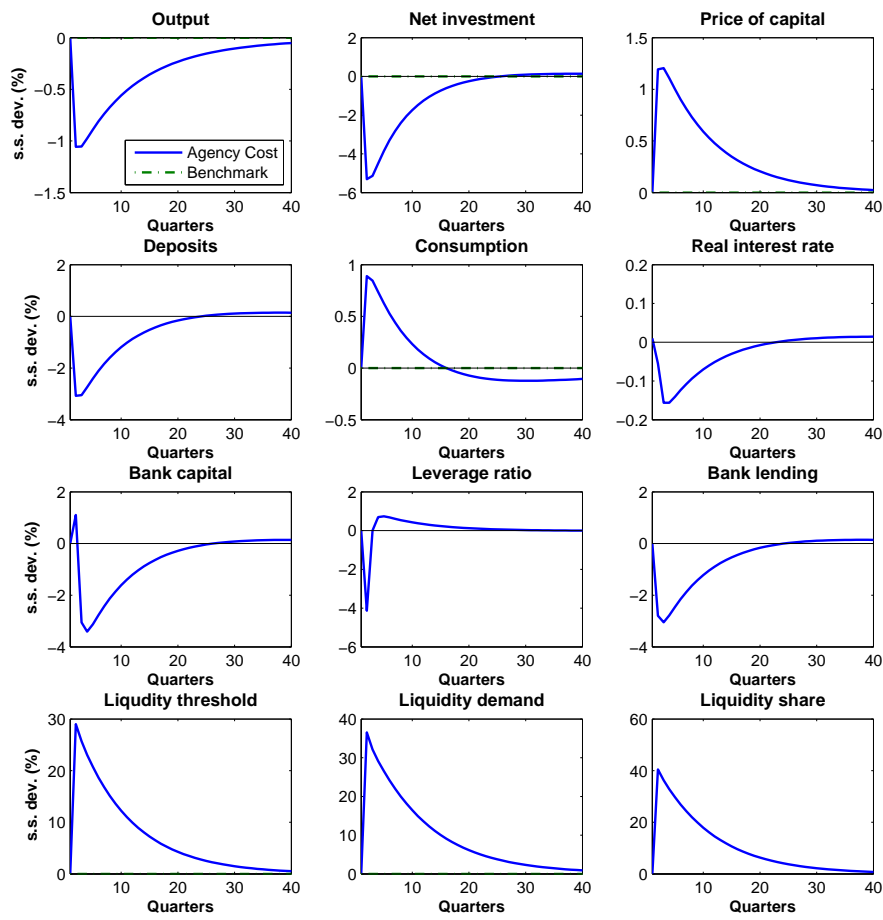 Output
Net investment
Price of capital
s.s. dev. (%)
0
−0.5
−1
−1.5
Agency Cost
Benchmark
10 20 30 40
Quarters
2
0
−2
−4
−6
10 20 30 40
Quarters
1.5
1
0.5
0
10 20 30 40
Quarters
Deposits
Consumption
Real interest rate
s.s. dev. (%)
2
0
−2
−4
10 20 30 40
Quarters
1
0.5
0
−0.5
10 20 30 40
Quarters
0.2
0.1
0
−0.1
−0.2
10 20 30 40
Quarters
Bank capital
Leverage ratio
Bank lending
s.s. dev. (%)
2
0
−2
−4
10 20 30 40
Quarters
2
0
−2
−4
−6
10 20 30 40
Quarters
2
0
−2
−4
10 20 30 40
Quarters
Liqudity threshold
Liquidity demand
Liquidity share
s.s. dev. (%)
30
20
10
0
10 20 30 40
Quarters
40
30
20
10
0
10 20 30 40
Quarters
60
40
20
0
10 20 30 40
Quarters